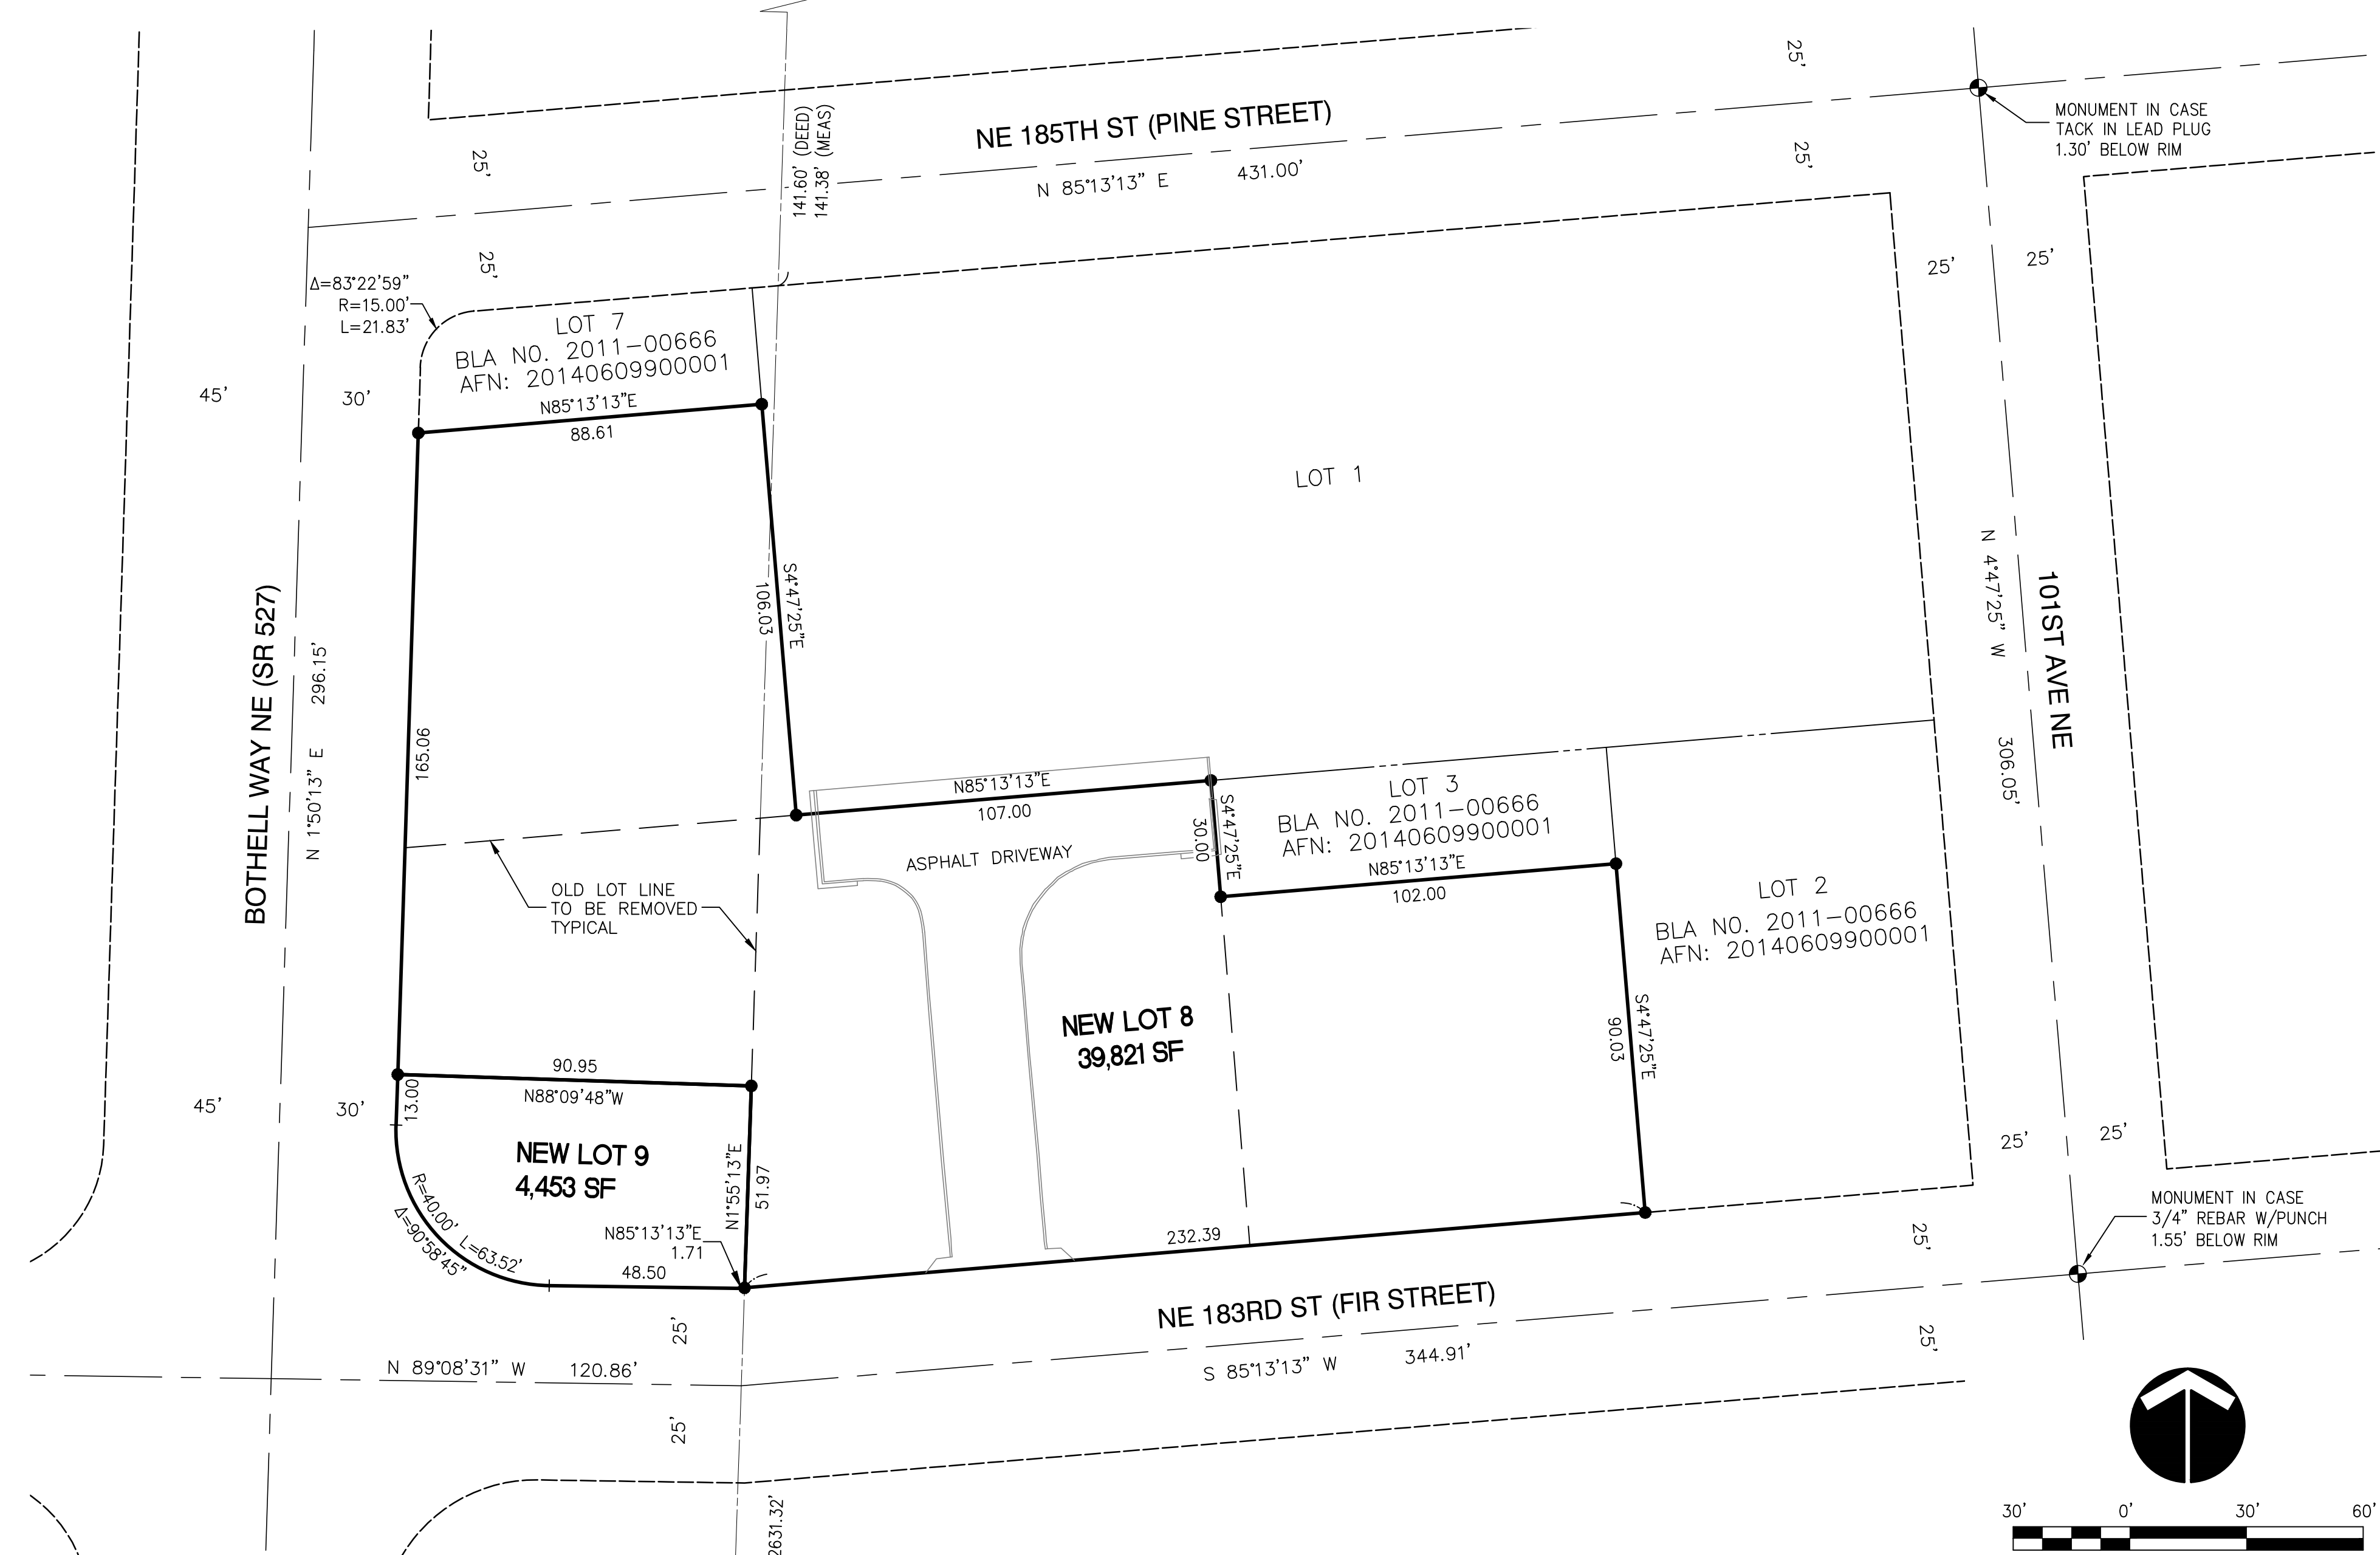 141.60' (DEED)
141.38' (MEAS)
NE 185TH ST (PINE STREET)
N 85°13'13" E 431.00'
25'
25'
25'
25'
MONUMENT IN CASE
TACK IN LEAD PLUG
1.30' BELOW RIM
Δ=83°22'59"
R=15.00'
L=21.83'
LOT 7
BLA NO. 2011-00666
AFN: 20140609900001
N85°13'13"E
88.61
45'
30'
25'
25'
LOT 1
BOTHELL WAY NE (SR 527)
N 1°50'13" E 296.15'
165.06
S4°47'25"E
106.03
N 4°47'25" W 306.05'
101ST AVE NE
N85°13'13"E
107.00
ASPHALT DRIVEWAY
S4°47'25"E
30.00
LOT 3
BLA NO. 2011-00666
AFN: 20140609900001
N85°13'13"E
102.00
LOT 2
BLA NO. 2011-00666
AFN: 20140609900001
OLD LOT LINE
TO BE REMOVED
TYPICAL
NEW LOT 8
39,821 SF
S4°47'25"E
90.03
90.95
N88°09'48"W
13.00
45'
30'
NEW LOT 9
4,453 SF
N1°55'13"E
51.97
N85°13'13"E
1.71
R=40.00' L=63.52'
Δ=90°58'45"
48.50
232.39
25'
25'
MONUMENT IN CASE
3/4" REBAR W/PUNCH
1.55' BELOW RIM
25'
25'
NE 183RD ST (FIR STREET)
S 85°13'13" W 344.91'
N 89°08'31" W 120.86'
25'
25'
2631.32'
30' 0' 30' 60'